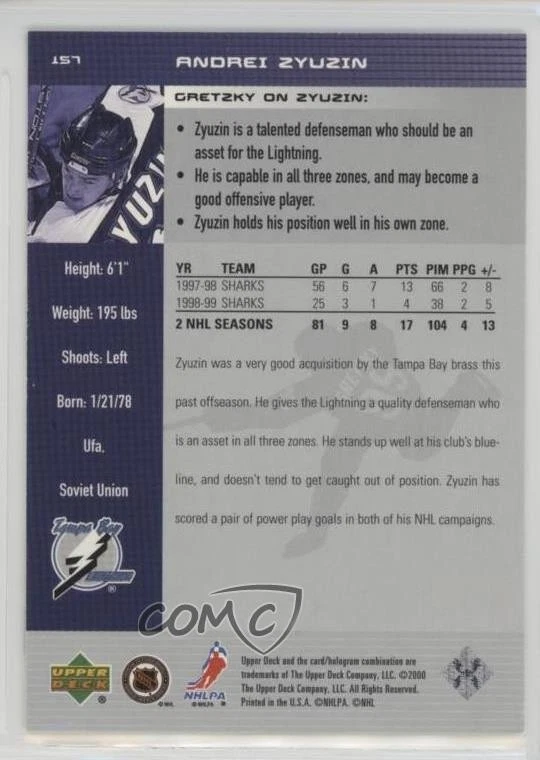 157 ANDREI ZYUZIN
GRETZKY ON ZYUZIN:
• Zyuzin is a talented defenseman who should be an
asset for the Lightning.
• He is capable in all three zones, and may become a
good offensive player.
• Zyuzin holds his position well in his own zone.
YUZI
Height: 6'1"
Weight: 195 lbs
Shoots: Left
Born: 1/21/78
Ufa,
Soviet Union
YR TEAM GP G A PTS PIM PPG +/-
1997-98 SHARKS 56 6 7 13 66 2 8
1998-99 SHARKS 25 3 1 4 38 2 5
2 NHL SEASONS 81 9 8 17 104 4 13
Zyuzin was a very good acquisition by the Tampa Bay brass this
past offseason. He gives the Lightning a quality defenseman who
is an asset in all three zones. He stands up well at his club's blue-
line, and doesn't tend to get caught out of position. Zyuzin has
scored a pair of power play goals in both of his NHL campaigns.
Tampa Bay
Lightning
®
COMC
UPPER
DECK
®
©NHL
NHLPA
©NHLPA ®
Upper Deck and the card/hologram combination are
trademarks of The Upper Deck Company, LLC. ©2000
The Upper Deck Company, LLC. All Rights Reserved.
Printed in the U.S.A. ©NHLPA. ©NHL